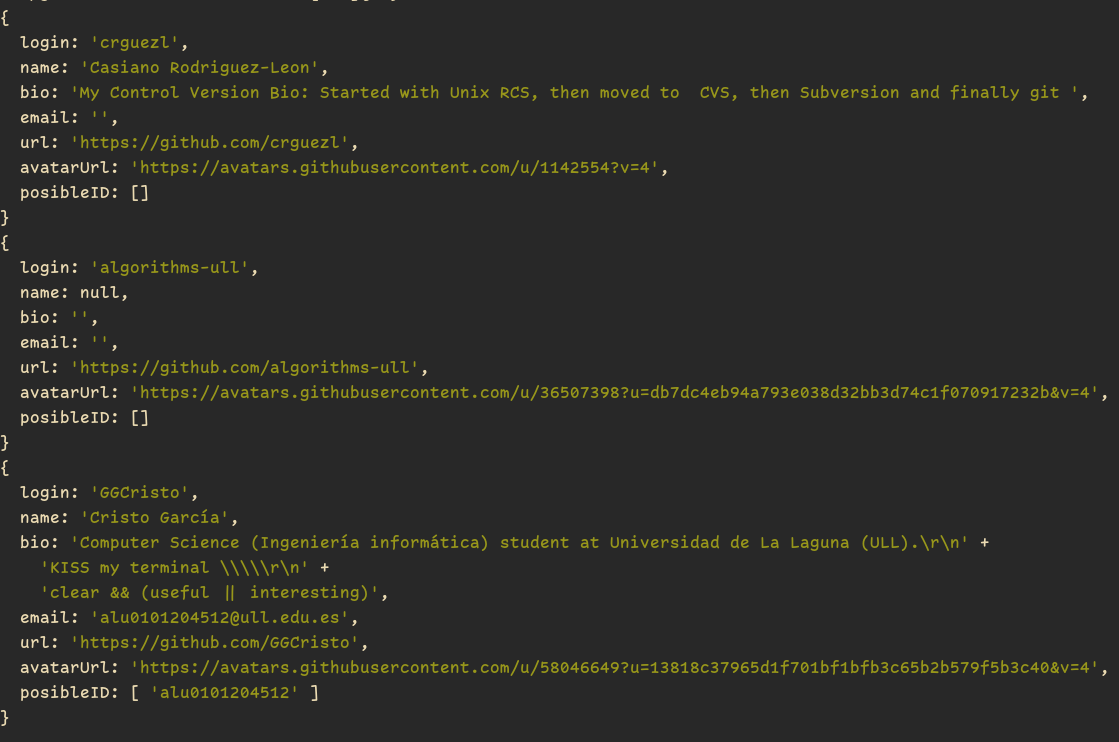 {
  login: 'crguezl',
  name: 'Casiano Rodriguez-Leon',
  bio: 'My Control Version Bio: Started with Unix RCS, then moved to  CVS, then Subversion and finally git ',
  email: '',
  url: 'https://github.com/crguezl',
  avatarUrl: 'https://avatars.githubusercontent.com/u/1142554?v=4',
  posibleID: []
}
{
  login: 'algorithms-ull',
  name: null,
  bio: '',
  email: '',
  url: 'https://github.com/algorithms-ull',
  avatarUrl: 'https://avatars.githubusercontent.com/u/36507398?u=db7dc4eb94a793e038d32bb3d74c1f070917232b&v=4',
  posibleID: []
}
{
  login: 'GGCristo',
  name: 'Cristo García',
  bio: 'Computer Science (Ingeniería informática) student at Universidad de La Laguna (ULL).\r\n' +
    'KISS my terminal \\\\\r\n' +
    'clear && (useful || interesting)',
  email: 'alu0101204512@ull.edu.es',
  url: 'https://github.com/GGCristo',
  avatarUrl: 'https://avatars.githubusercontent.com/u/58046649?u=13818c37965d1f701bf1bfb3c65b2b579f5b3c40&v=4',
  posibleID: [ 'alu0101204512' ]
}